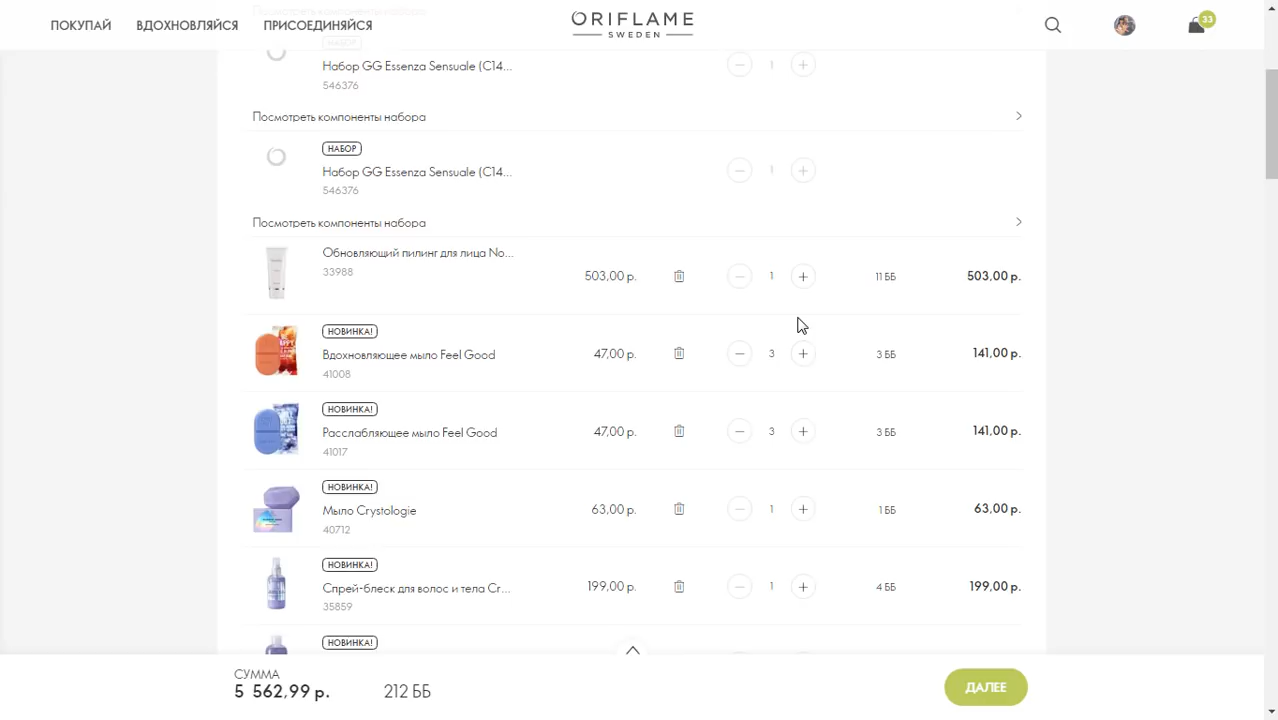 ПОКУПАЙ ВДОХНОВЛЯЙСЯ ПРИСОЕДИНЯЙСЯ
ORIFLAME
SWEDEN
33
НАБОР
Набор GG Essenza Sensuale (C14...
1
546376
Посмотреть компоненты набора
НАБОР
Набор GG Essenza Sensuale (C14...
1
546376
Посмотреть компоненты набора
Обновляющий пилинг для лица No...
33988
503,00 р. 1 11 ББ 503,00 р.
НОВИНКА!
Вдохновляющее мыло Feel Good
47,00 р. 3 3 ББ 141,00 р.
41008
НОВИНКА!
Расслабляющее мыло Feel Good
47,00 р. 3 3 ББ 141,00 р.
41017
НОВИНКА!
Мыло Crystologie
63,00 р. 1 1 ББ 63,00 р.
40712
НОВИНКА!
Спрей-блеск для волос и тела Cr...
199,00 р. 1 4 ББ 199,00 р.
35859
НОВИНКА!
СУММА
5 562,99 р. 212 ББ
ДАЛЕЕ